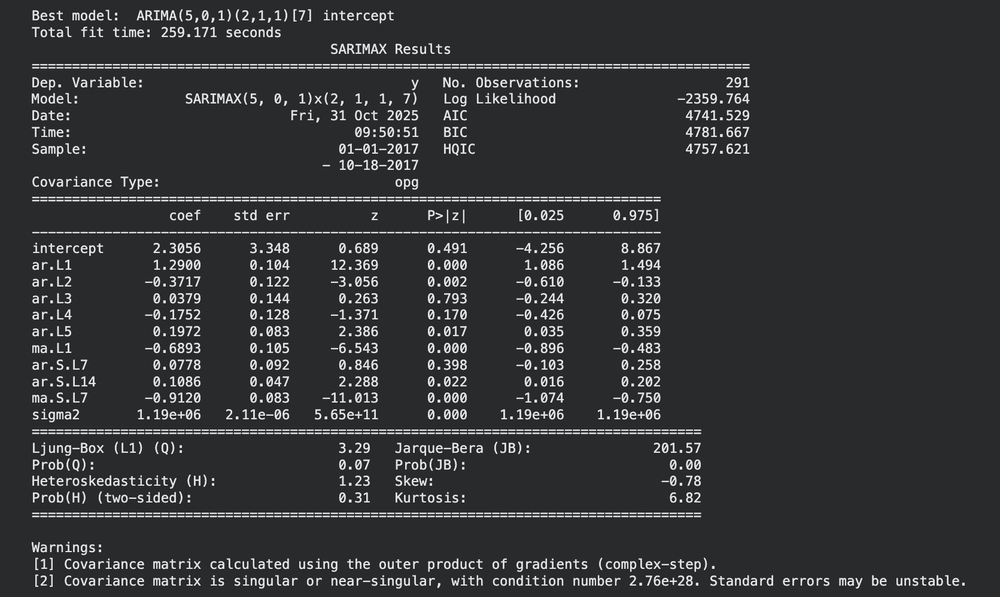 Best model:  ARIMA(5,0,1)(2,1,1)[7] intercept
Total fit time: 259.171 seconds
                                     SARIMAX Results
==========================================================================================
Dep. Variable:                                 y   No. Observations:                  291
Model:                   SARIMAX(5, 0, 1)x(2, 1, 1, 7)   Log Likelihood               -2359.764
Date:                           Fri, 31 Oct 2025   AIC                           4741.529
Time:                                   09:50:51   BIC                           4781.667
Sample:                               01-01-2017   HQIC                          4757.621
                                    - 10-18-2017
Covariance Type:                             opg
==============================================================================
                 coef    std err          z      P>|z|      [0.025      0.975]
------------------------------------------------------------------------------
intercept      2.3056      3.348      0.689      0.491      -4.256       8.867
ar.L1          1.2900      0.104     12.369      0.000       1.086       1.494
ar.L2         -0.3717      0.122     -3.056      0.002      -0.610      -0.133
ar.L3          0.0379      0.144      0.263      0.793      -0.244       0.320
ar.L4         -0.1752      0.128     -1.371      0.170      -0.426       0.075
ar.L5          0.1972      0.083      2.386      0.017       0.035       0.359
ma.L1         -0.6893      0.105     -6.543      0.000      -0.896      -0.483
ar.S.L7        0.0778      0.092      0.846      0.398      -0.103       0.258
ar.S.L14       0.1086      0.047      2.288      0.022       0.016       0.202
ma.S.L7       -0.9120      0.083    -11.013      0.000      -1.074      -0.750
sigma2       1.19e+06   2.11e-06   5.65e+11      0.000    1.19e+06    1.19e+06
===================================================================================
Ljung-Box (L1) (Q):                   3.29   Jarque-Bera (JB):               201.57
Prob(Q):                              0.07   Prob(JB):                         0.00
Heteroskedasticity (H):               1.23   Skew:                            -0.78
Prob(H) (two-sided):                  0.31   Kurtosis:                         6.82
===================================================================================
Warnings:
[1] Covariance matrix calculated using the outer product of gradients (complex-step).
[2] Covariance matrix is singular or near-singular, with condition number 2.76e+28. Standard errors may be unstable.